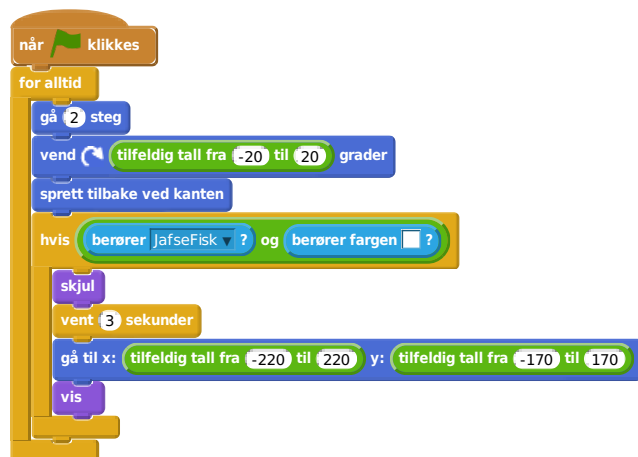 når klikkes
for alltid
gå 2 steg
vend tilfeldig tall fra -20 til 20 grader
sprett tilbake ved kanten
hvis berører JafseFisk ? og berører fargen ?
skjul
vent 3 sekunder
gå til x: tilfeldig tall fra -220 til 220 y: tilfeldig tall fra -170 til 170
vis